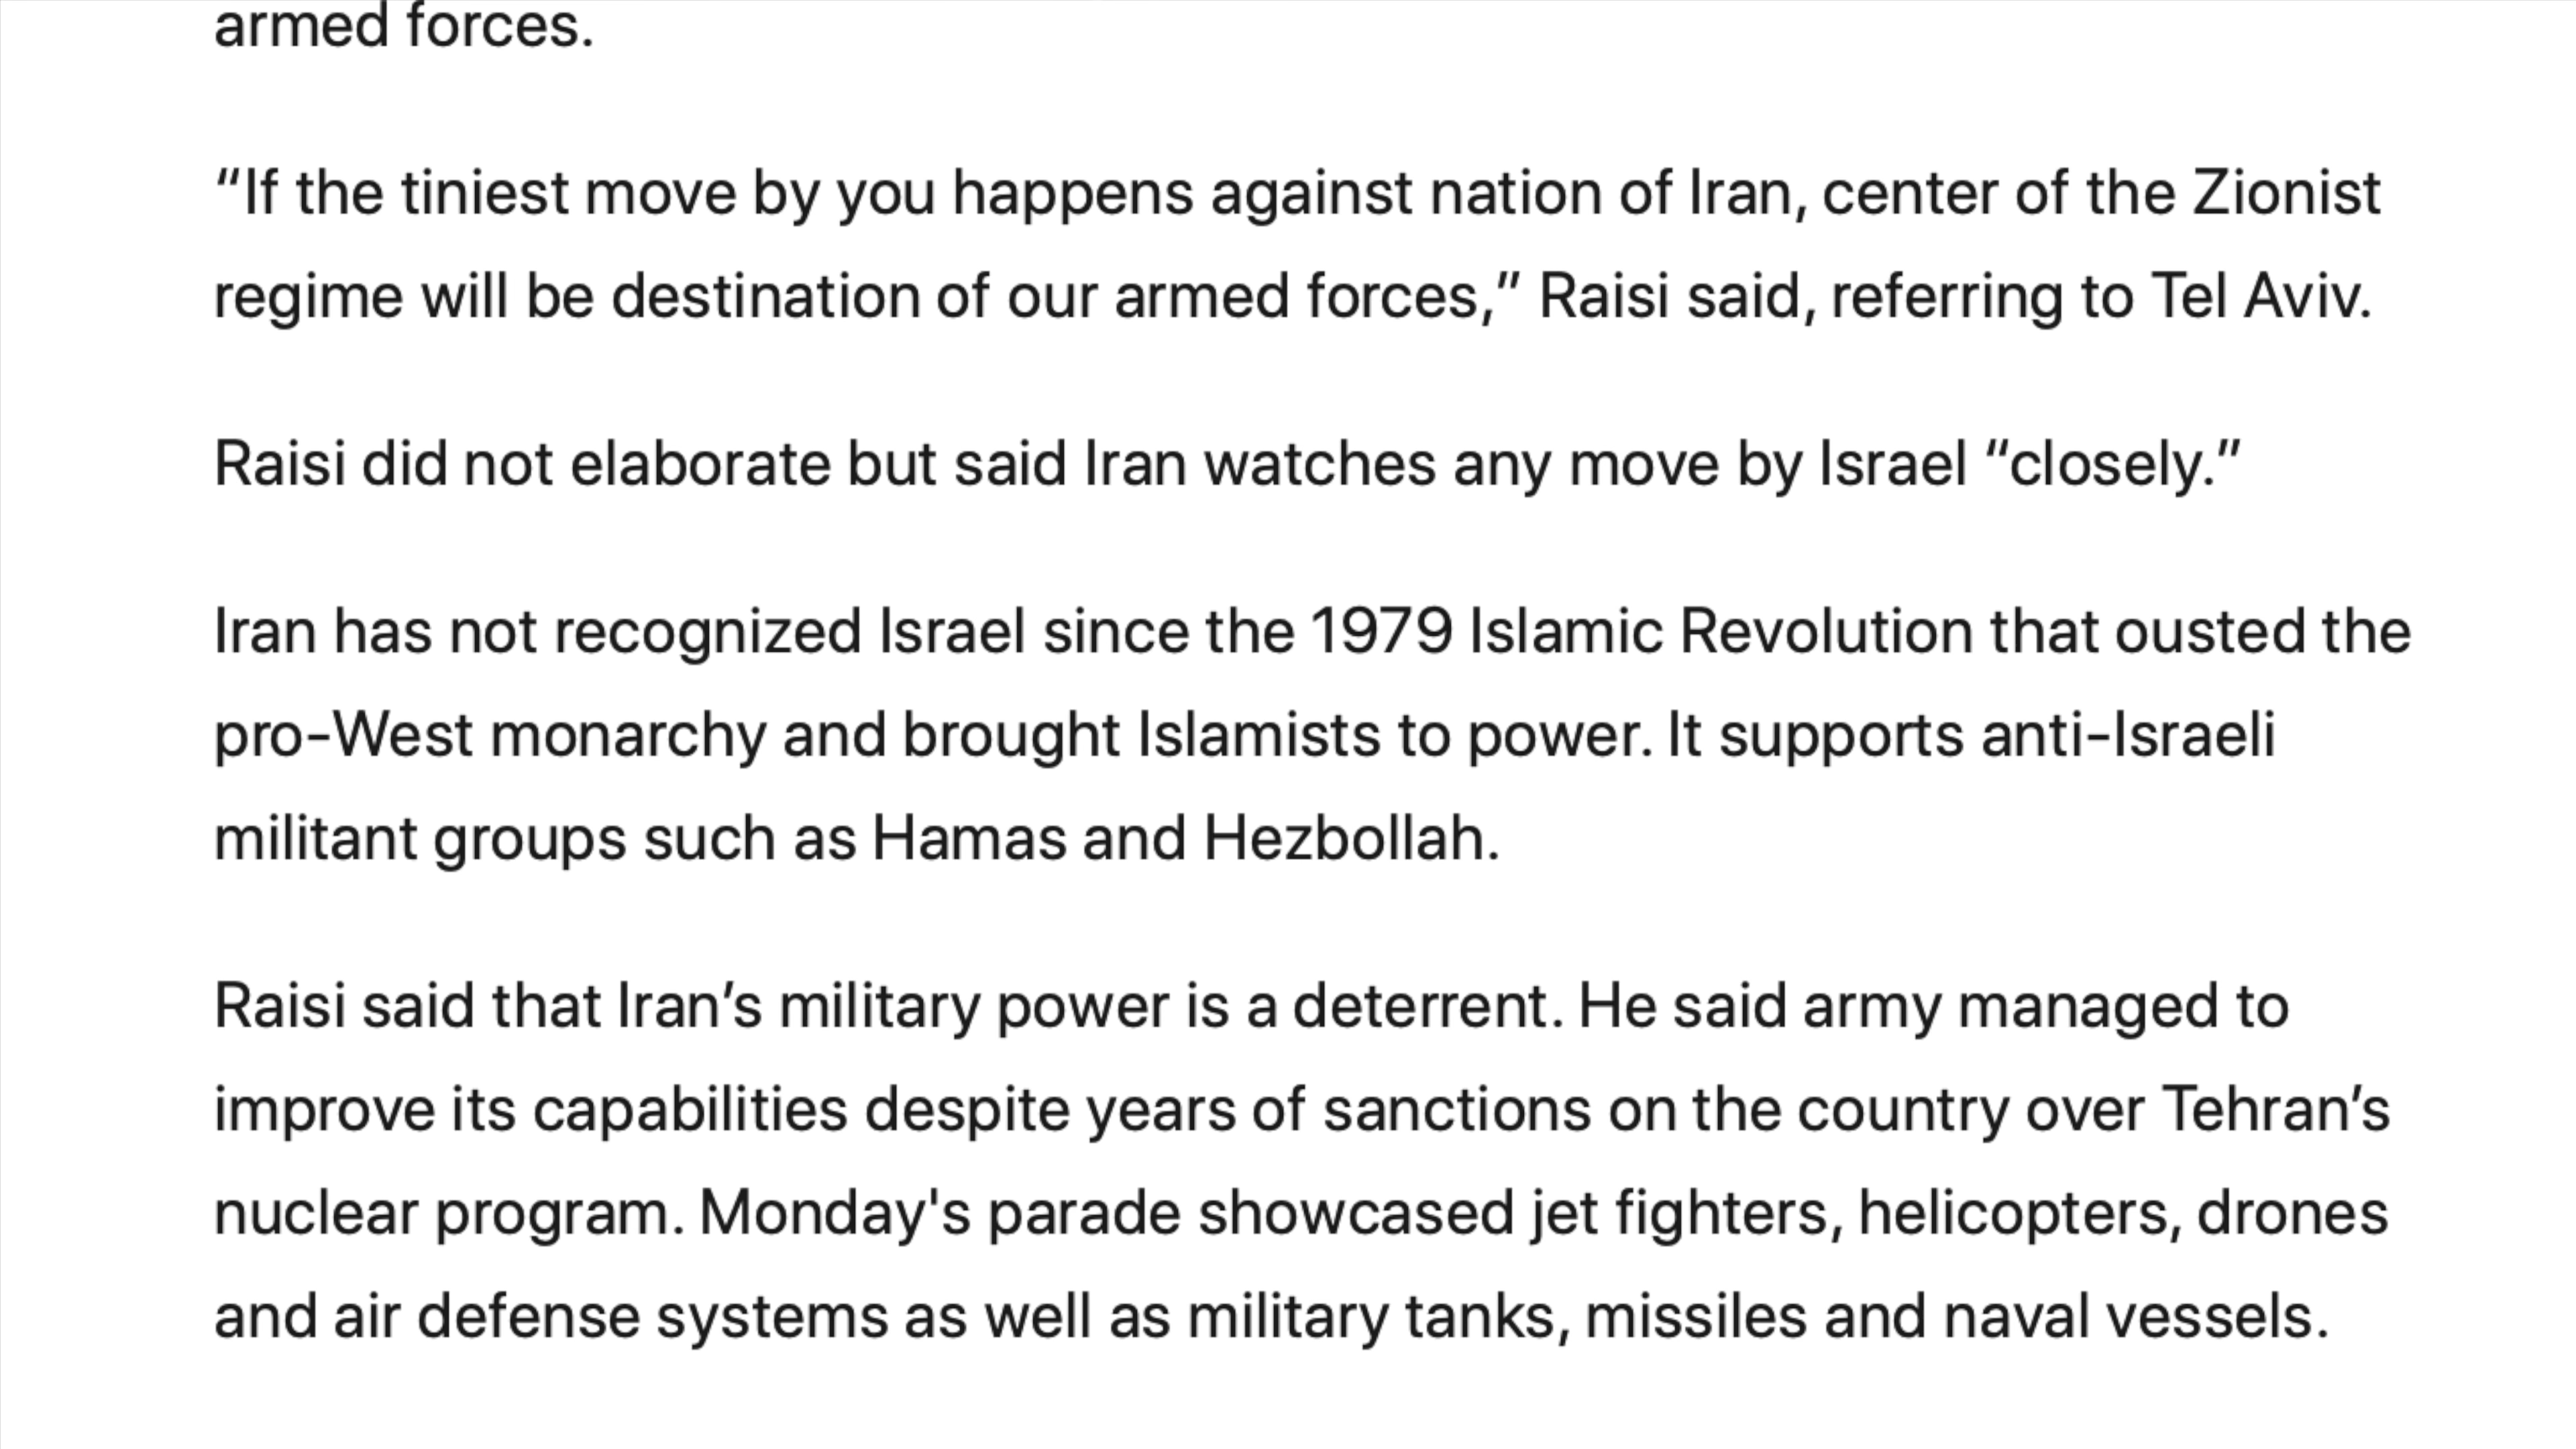 armed forces.
“If the tiniest move by you happens against nation of Iran, center of the Zionist
regime will be destination of our armed forces,” Raisi said, referring to Tel Aviv.
Raisi did not elaborate but said Iran watches any move by Israel “closely.”
Iran has not recognized Israel since the 1979 Islamic Revolution that ousted the
pro-West monarchy and brought Islamists to power. It supports anti-Israeli
militant groups such as Hamas and Hezbollah.
Raisi said that Iran’s military power is a deterrent. He said army managed to
improve its capabilities despite years of sanctions on the country over Tehran’s
nuclear program. Monday's parade showcased jet fighters, helicopters, drones
and air defense systems as well as military tanks, missiles and naval vessels.